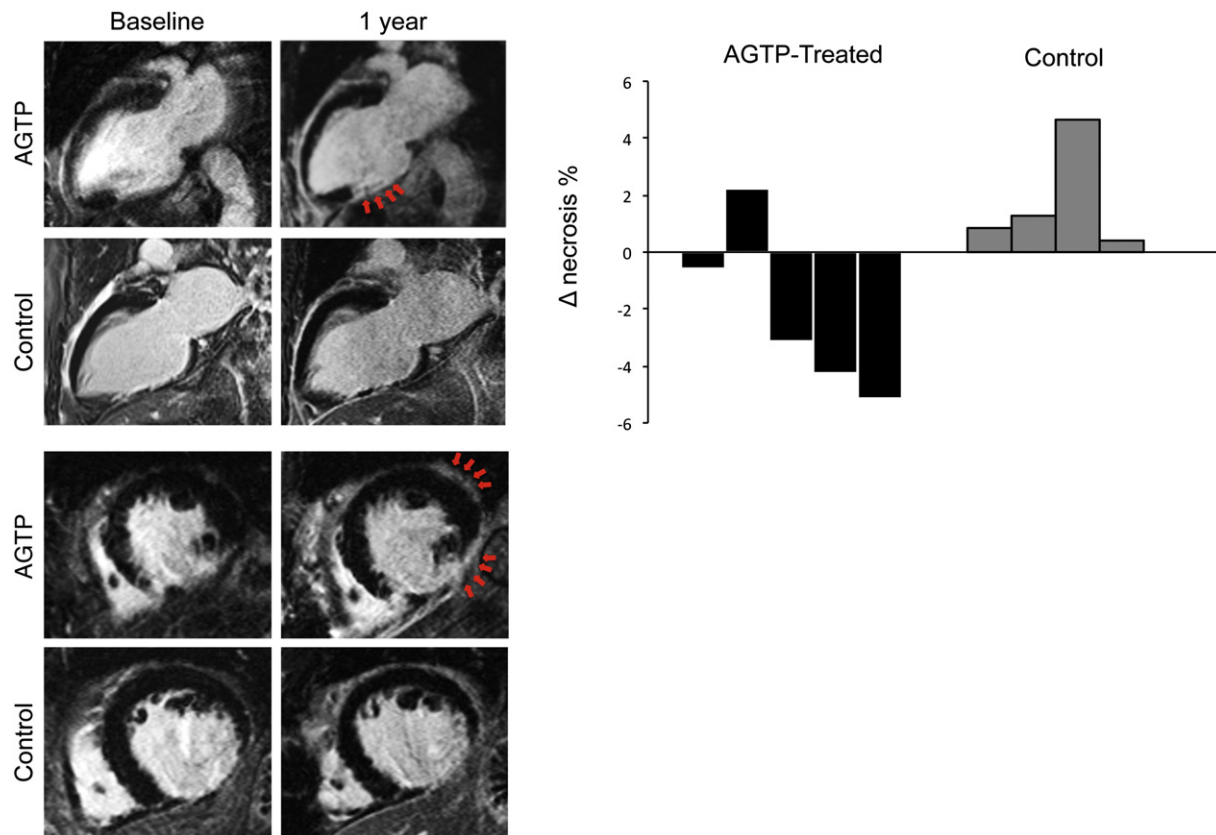 Baseline
1 year
AGTP
Control
AGTP
Control
AGTP-Treated
Control
Δ necrosis %
6
4
2
0
-2
-4
-6